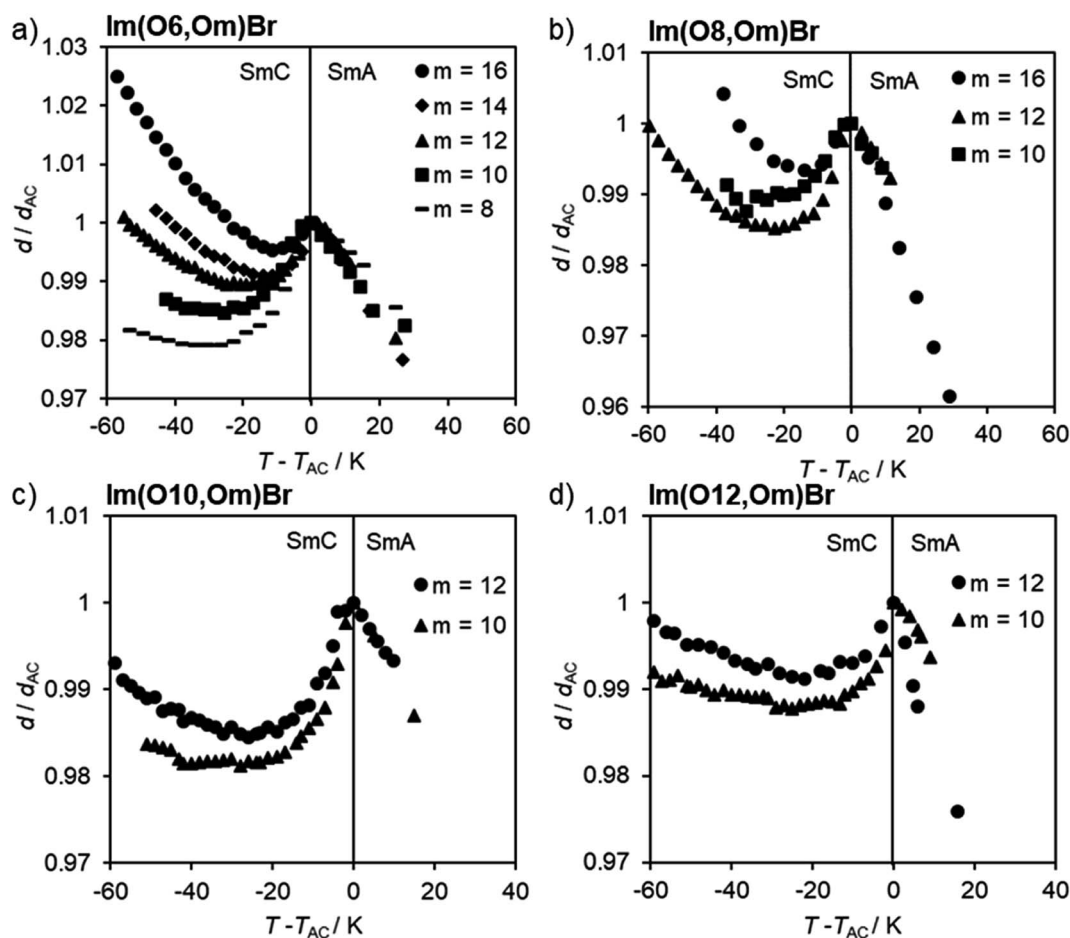 a) Im(O6,Om)Br
1.03
1.02
1.01
1
0.99
0.98
0.97
d / dAC
SmC SmA
m = 16
m = 14
m = 12
m = 10
m = 8
-60 -40 -20 0 20 40 60
T - TAC / K
b) Im(O8,Om)Br
1.01
1
0.99
0.98
0.97
0.96
d / dAC
SmC SmA
m = 16
m = 12
m = 10
-60 -40 -20 0 20 40 60
T - TAC / K
c) Im(O10,Om)Br
1.01
1
0.99
0.98
0.97
d / dAC
SmC SmA
m = 12
m = 10
-60 -40 -20 0 20 40
T - TAC / K
d) Im(O12,Om)Br
1.01
1
0.99
0.98
0.97
d / dAC
SmC SmA
m = 12
m = 10
-60 -40 -20 0 20 40
T - TAC / K